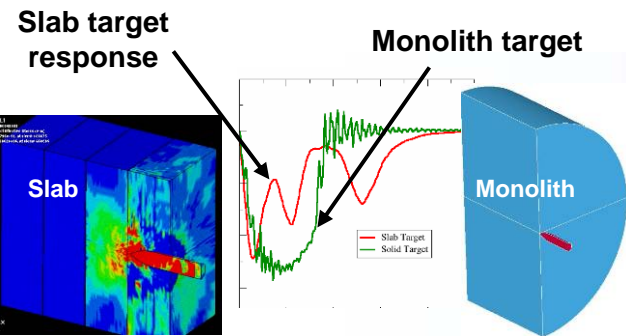 Slab target
response
Monolith target
Slab
Monolith
Slab Target
Solid Target